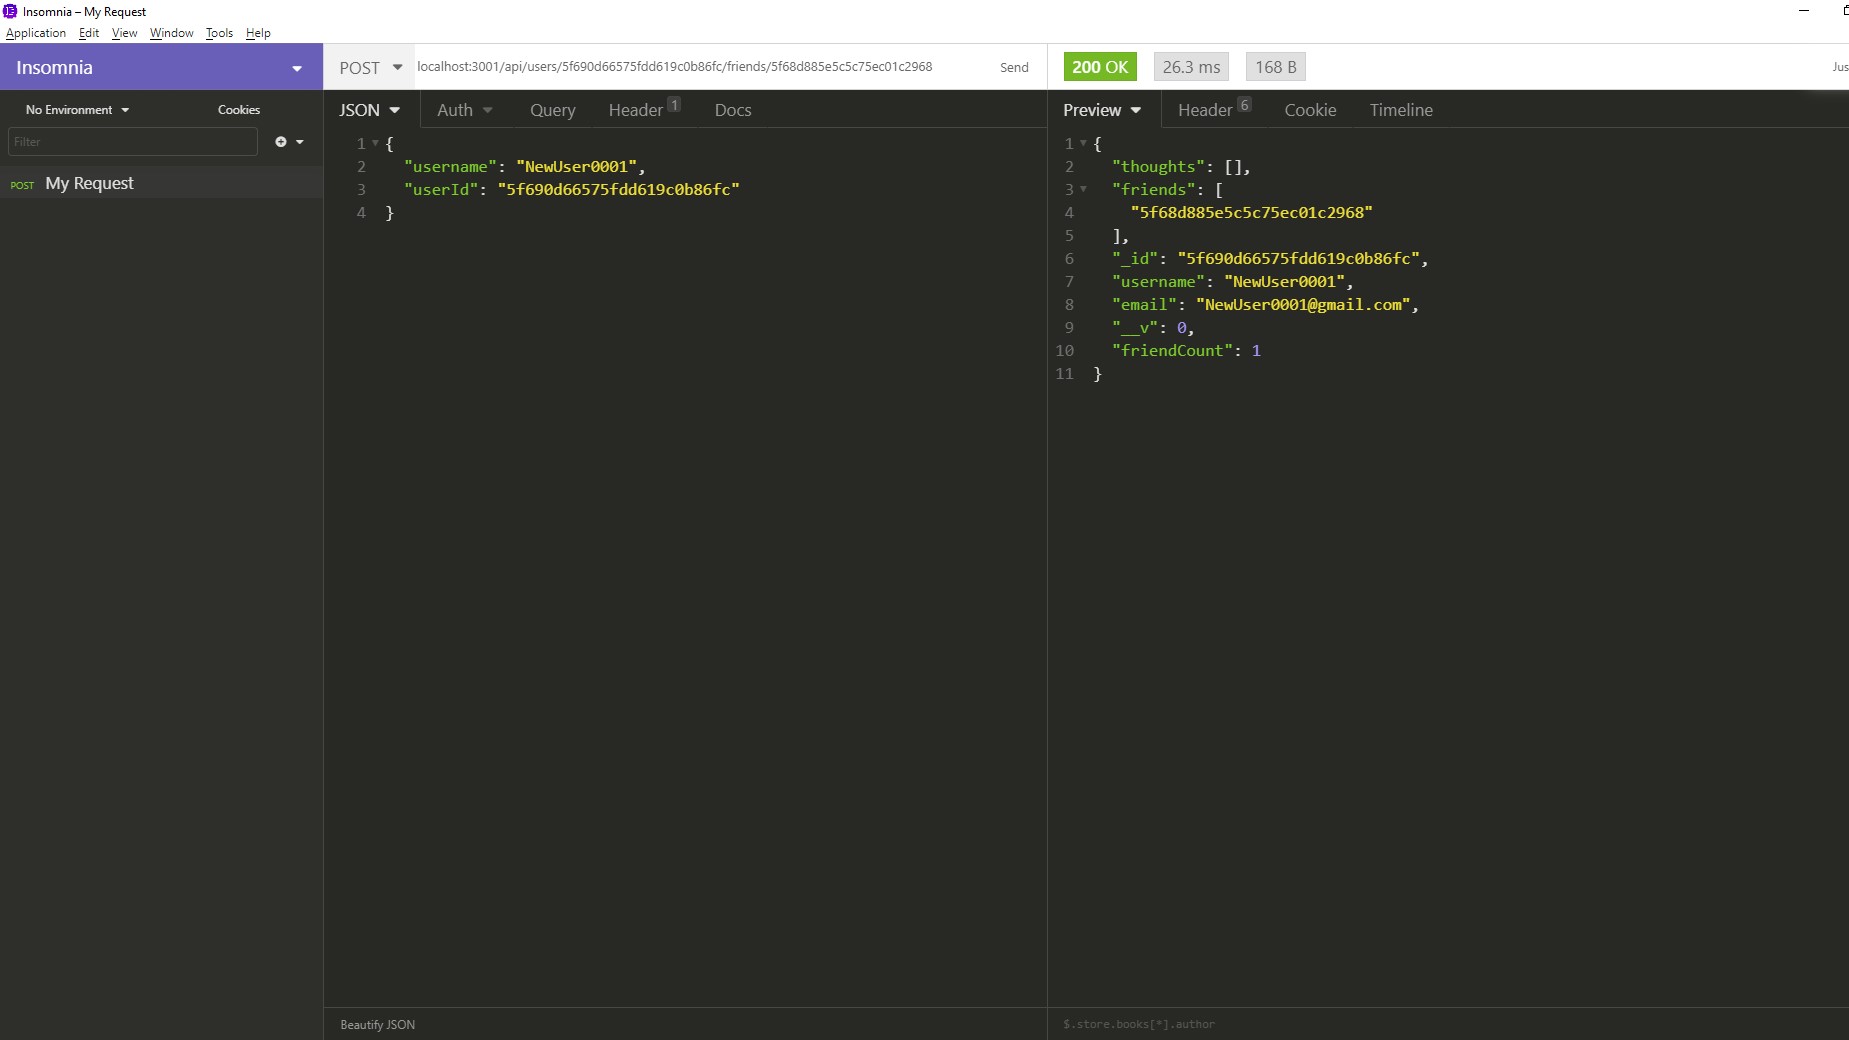 Insomnia – My Request
Application Edit View Window Tools Help
Insomnia
POST localhost:3001/api/users/5f690d66575fdd619c0b86fc/friends/5f68d885e5c5c75ec01c2968 Send
200 OK 26.3 ms 168 B
No Environment Cookies
JSON Auth Query Header 1 Docs
Preview Header 6 Cookie Timeline
Filter
POST My Request
1 {
2 "username": "NewUser0001",
3 "userId": "5f690d66575fdd619c0b86fc"
4 }
1 {
2 "thoughts": [],
3 "friends": [
4 "5f68d885e5c5c75ec01c2968"
5 ],
6 "_id": "5f690d66575fdd619c0b86fc",
7 "username": "NewUser0001",
8 "email": "NewUser0001@gmail.com",
9 "__v": 0,
10 "friendCount": 1
11 }
Beautify JSON
$.store.books[*].author